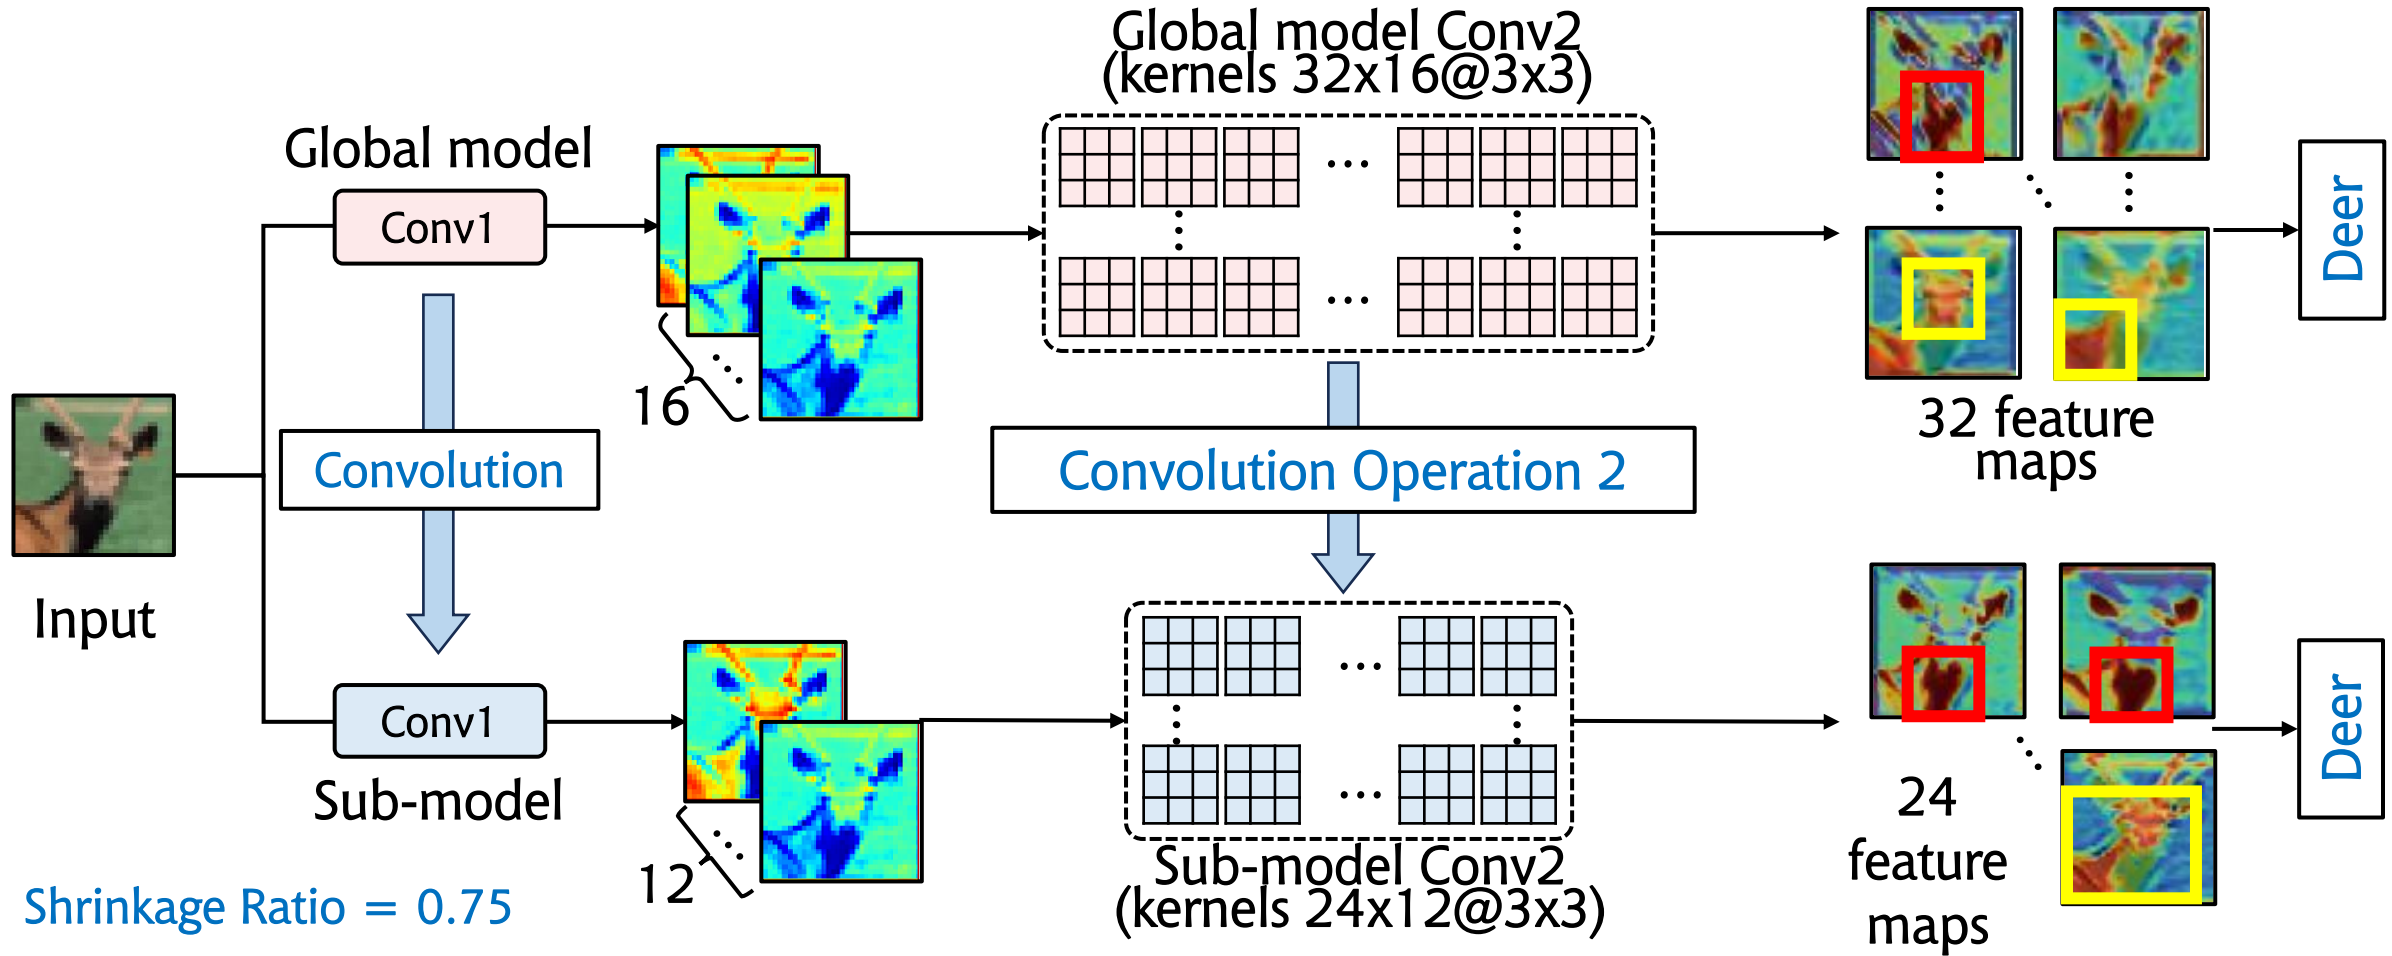 Global model Conv2
(kernels 32x16@3x3)
Global model
Conv1
16
32 feature
maps
Deer
Convolution
Convolution Operation 2
Input
Conv1
Sub-model
12
Sub-model Conv2
(kernels 24x12@3x3)
24
feature
maps
Deer
Shrinkage Ratio = 0.75